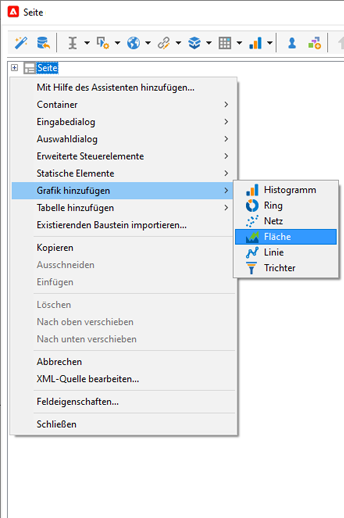 Seite
Seite
Mit Hilfe des Assistenten hinzufügen...
Container
Eingabedialog
Auswahldialog
Erweiterte Steuerelemente
Statische Elemente
Grafik hinzufügen
Histogramm
Tabelle hinzufügen
Ring
Existierenden Baustein importieren...
Netz
Fläche
Kopieren
Linie
Ausschneiden
Trichter
Einfügen
Löschen
Nach oben verschieben
Nach unten verschieben
Abbrechen
XML-Quelle bearbeiten...
Feldeigenschaften...
Schließen